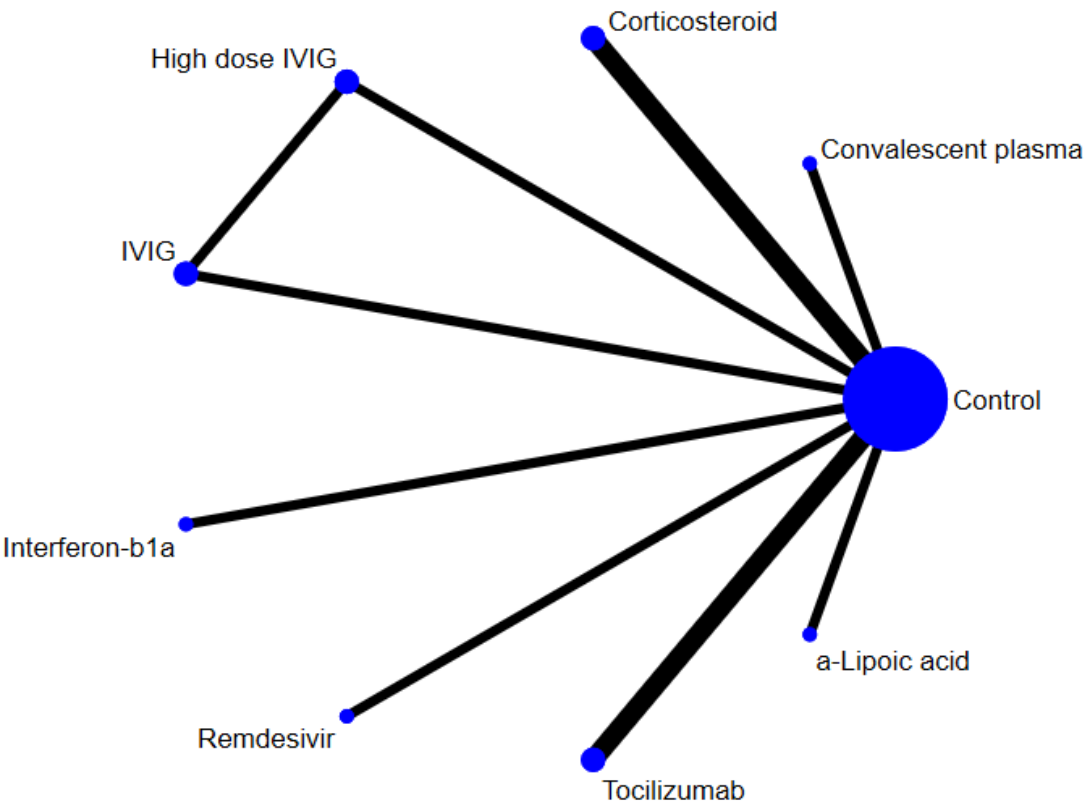 Corticosteroid
High dose IVIG
Convalescent plasma
IVIG
Control
Interferon-b1a
a-Lipoic acid
Remdesivir
Tocilizumab